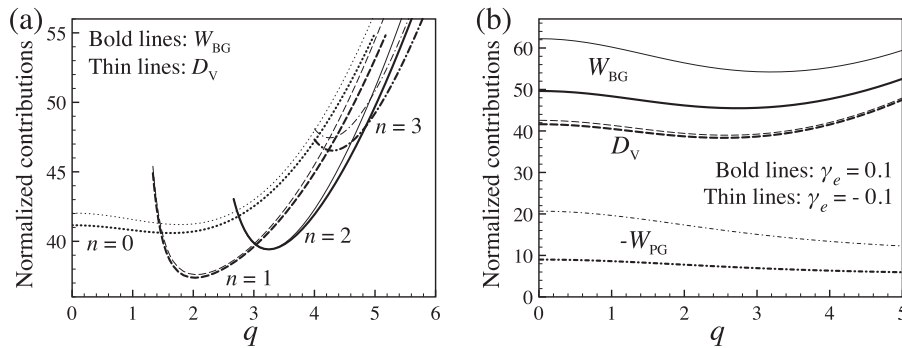 (a)
Normalized contributions
55
50
45
40
Bold lines: W_BG
Thin lines: D_V
n = 0
n = 1
n = 2
n = 3
0 1 2 3 4 5 6
q
(b)
Normalized contributions
60
50
40
30
20
10
0
W_BG
D_V
Bold lines: γ_e = 0.1
Thin lines: γ_e = - 0.1
-W_PG
0 1 2 3 4 5
q